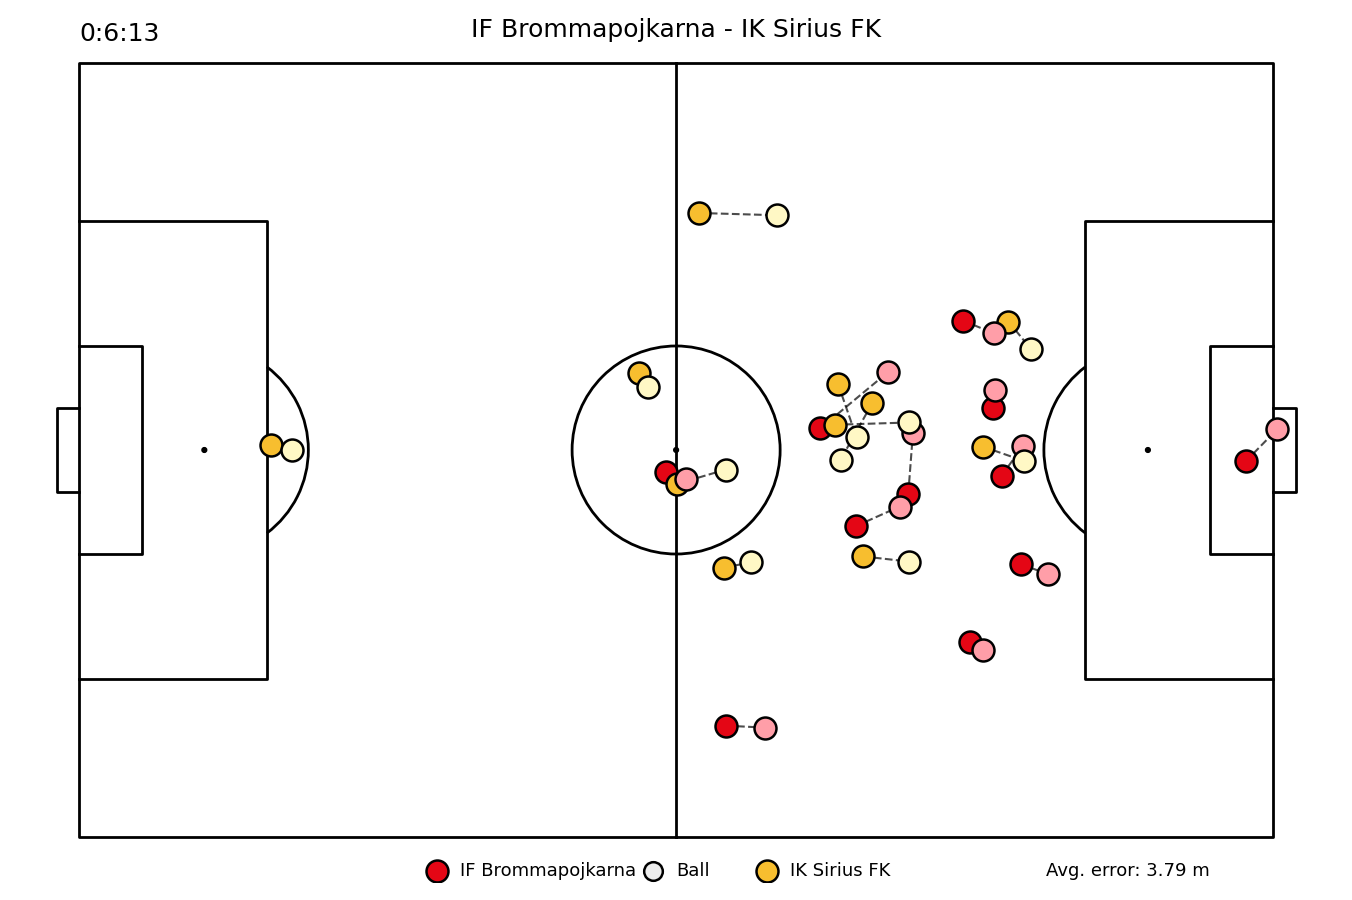 0:6:13
IF Brommapojkarna - IK Sirius FK
IF Brommapojkarna
Ball
IK Sirius FK
Avg. error: 3.79 m